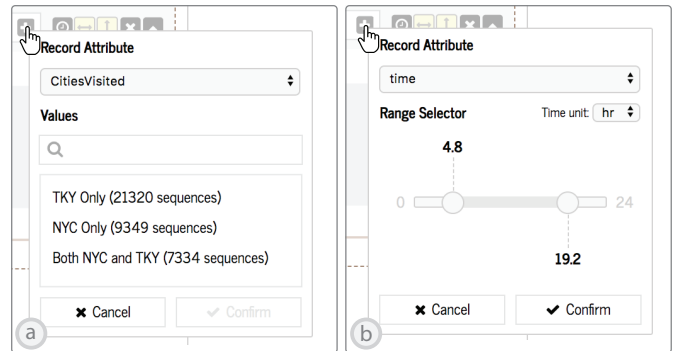 Record Attribute
CitiesVisited
Values
TKY Only (21320 sequences)
NYC Only (9349 sequences)
Both NYC and TKY (7334 sequences)
Cancel Confirm
a
Record Attribute
time
Range Selector Time unit: hr
4.8
0 24
19.2
Cancel Confirm
b